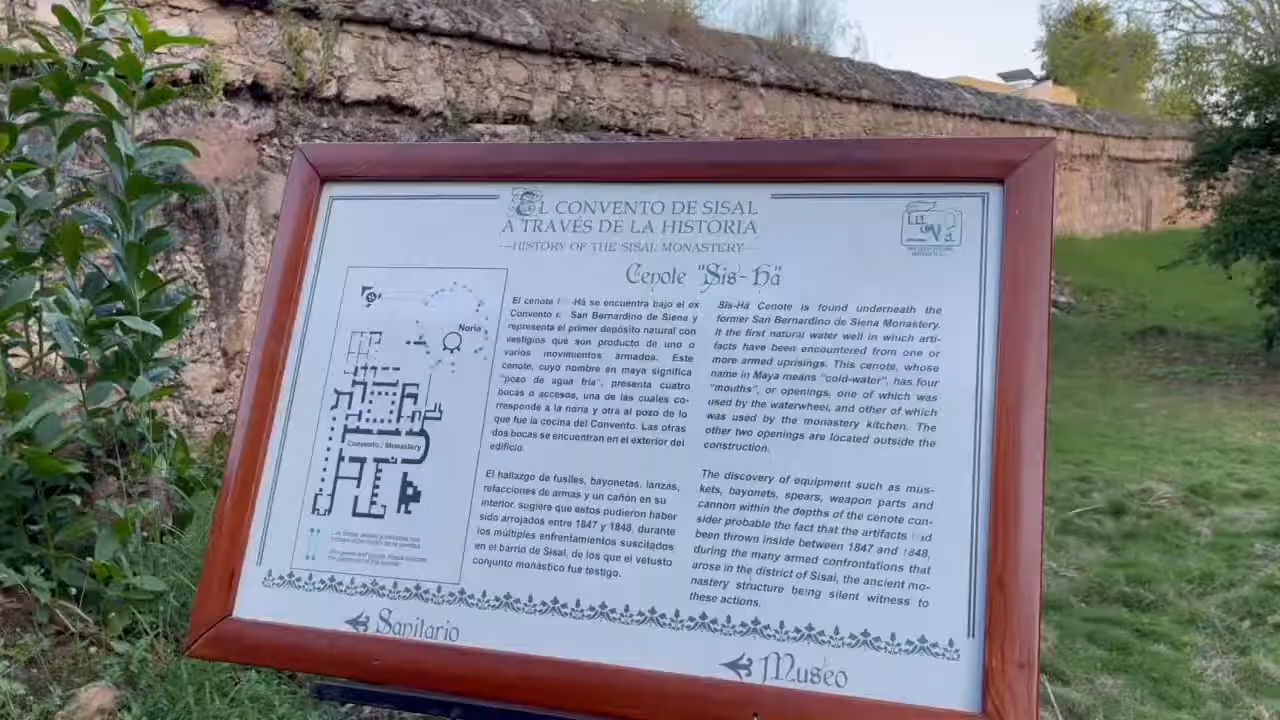 EL CONVENTO DE SISAL
A TRAVÉS DE LA HISTORIA
—HISTORY OF THE SISAL MONASTERY—
Cenote "Sis-Há"
Noria
Convento / Monastery
El cenote -Há se encuentra bajo el ex
Convento San Bernardino de Siena y
representa el primer depósito natural con
vestigios que son producto de uno o
varios movimientos armados. Este
cenote, cuyo nombre en maya significa
"pozo de agua fría", presenta cuatro
bocas o accesos, una de las cuales co-
rresponde a la noria y otra al pozo de lo
que fue la cocina del Convento. Las otras
dos bocas se encuentran en el exterior del
edificio.
El hallazgo de fusiles, bayonetas, lanzas,
refacciones de armas y un cañón en su
interior, sugiere que estos pudieron haber
sido arrojados entre 1847 y 1848, durante
los múltiples enfrentamientos suscitados
en el barrio de Sisal, de los que el vetusto
conjunto monástico fue testigo.
Sis-Há Cenote is found underneath the
former San Bernardino de Siena Monastery.
It the first natural water well in which arti-
facts have been encountered from one or
more armed uprisings. This cenote, whose
name in Maya means "cold-water", has four
"mouths", or openings, one of which was
used by the waterwheel, and other of which
was used by the monastery kitchen. The
other two openings are located outside the
construction.
The discovery of equipment such as mus-
kets, bayonets, spears, weapon parts and
cannon within the depths of the cenote con-
sider probable the fact that the artifacts
been thrown inside between 1847 and 1848,
during the many armed confrontations that
arose in the district of Sisal, the ancient mo-
nastery structure being silent witness to
these actions.
Sanitario
Museo